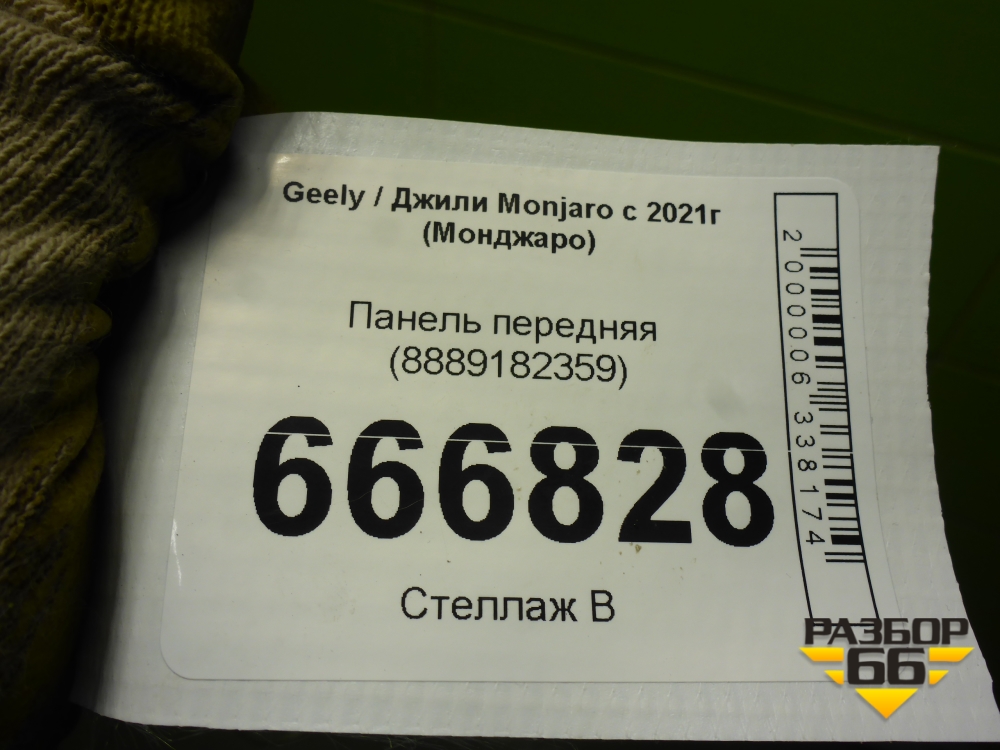 Geely / Джили Monjaro с 2021г
(Монджаро)
Панель передняя
(8889182359)
666828
Стеллаж В
2000006338174
РАЗБОР
66